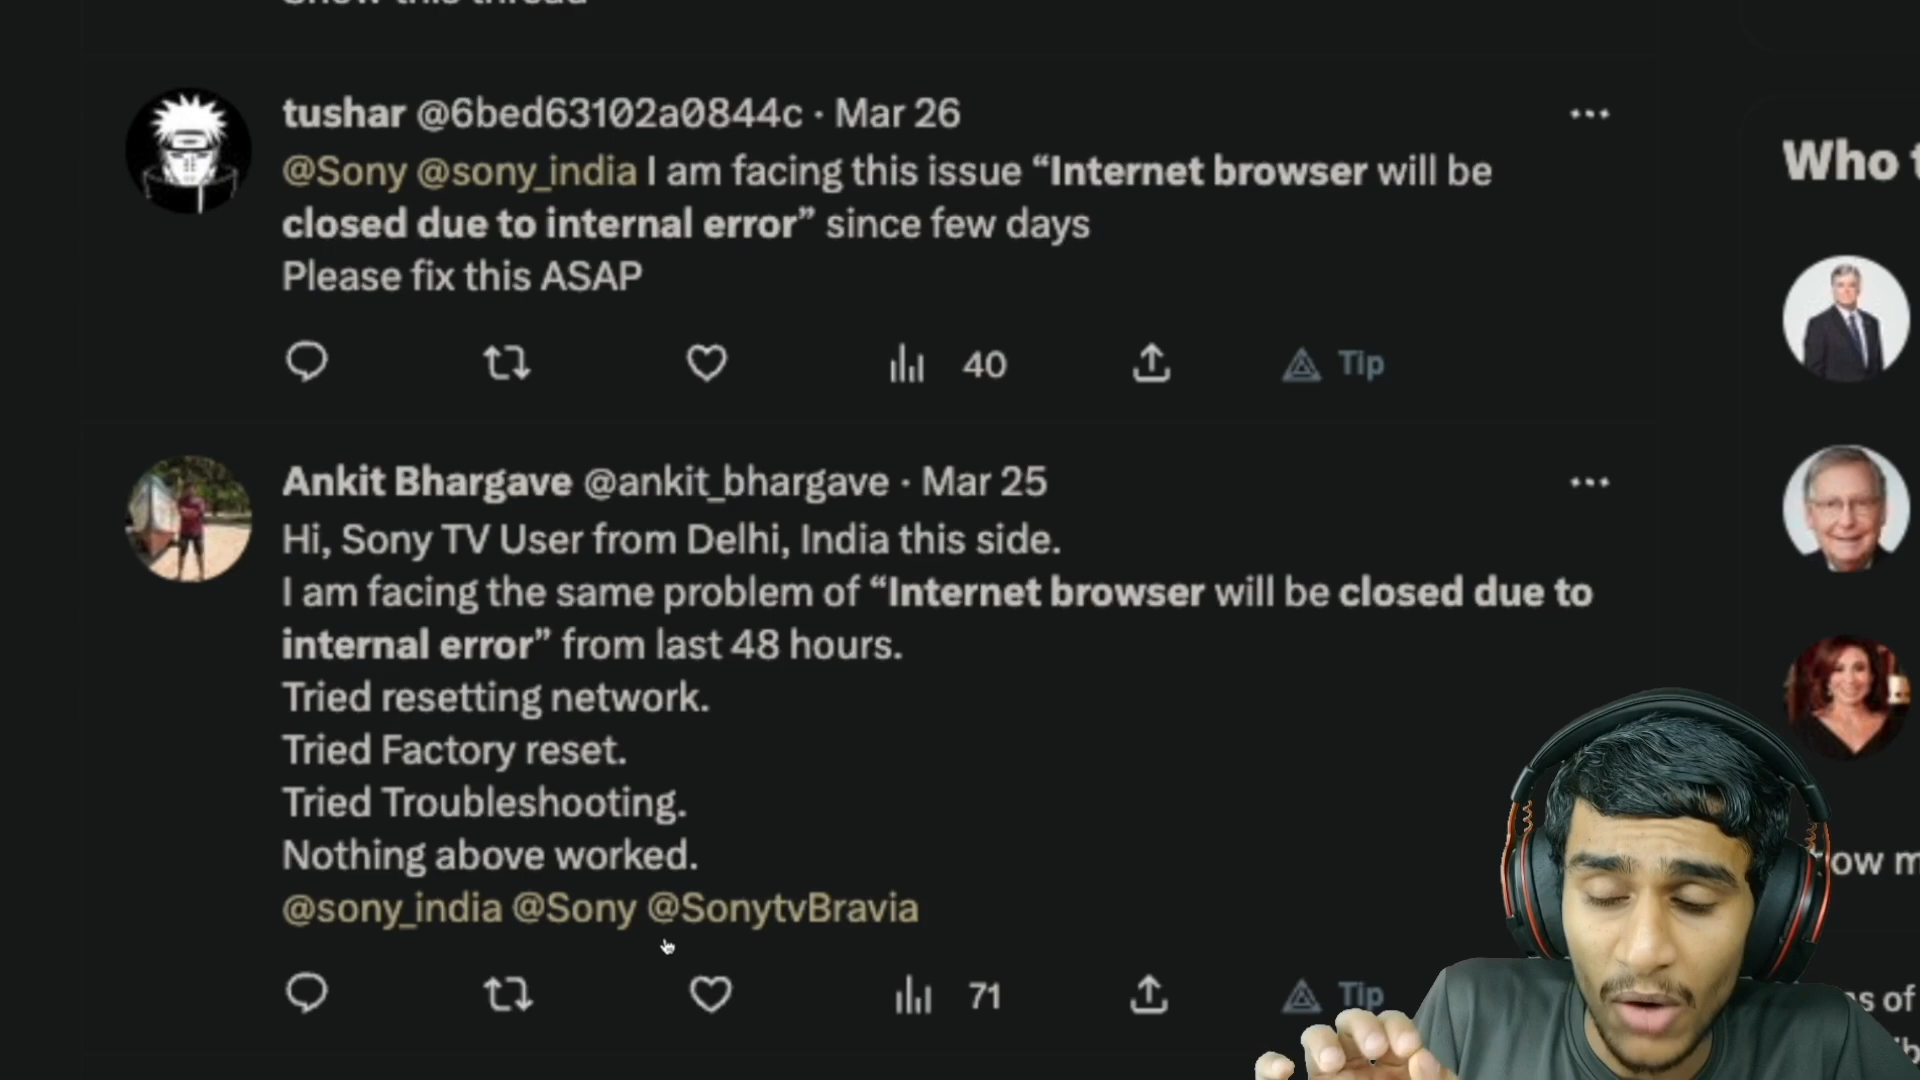 Show this thread
tushar @6bed63102a0844c · Mar 26
@Sony @sony_india I am facing this issue “Internet browser will be
closed due to internal error” since few days
Please fix this ASAP
40
Tip
Ankit Bhargave @ankit_bhargave · Mar 25
Hi, Sony TV User from Delhi, India this side.
I am facing the same problem of “Internet browser will be closed due to
internal error” from last 48 hours.
Tried resetting network.
Tried Factory reset.
Tried Troubleshooting.
Nothing above worked.
@sony_india @Sony @SonytvBravia
71
Tip
Who
of